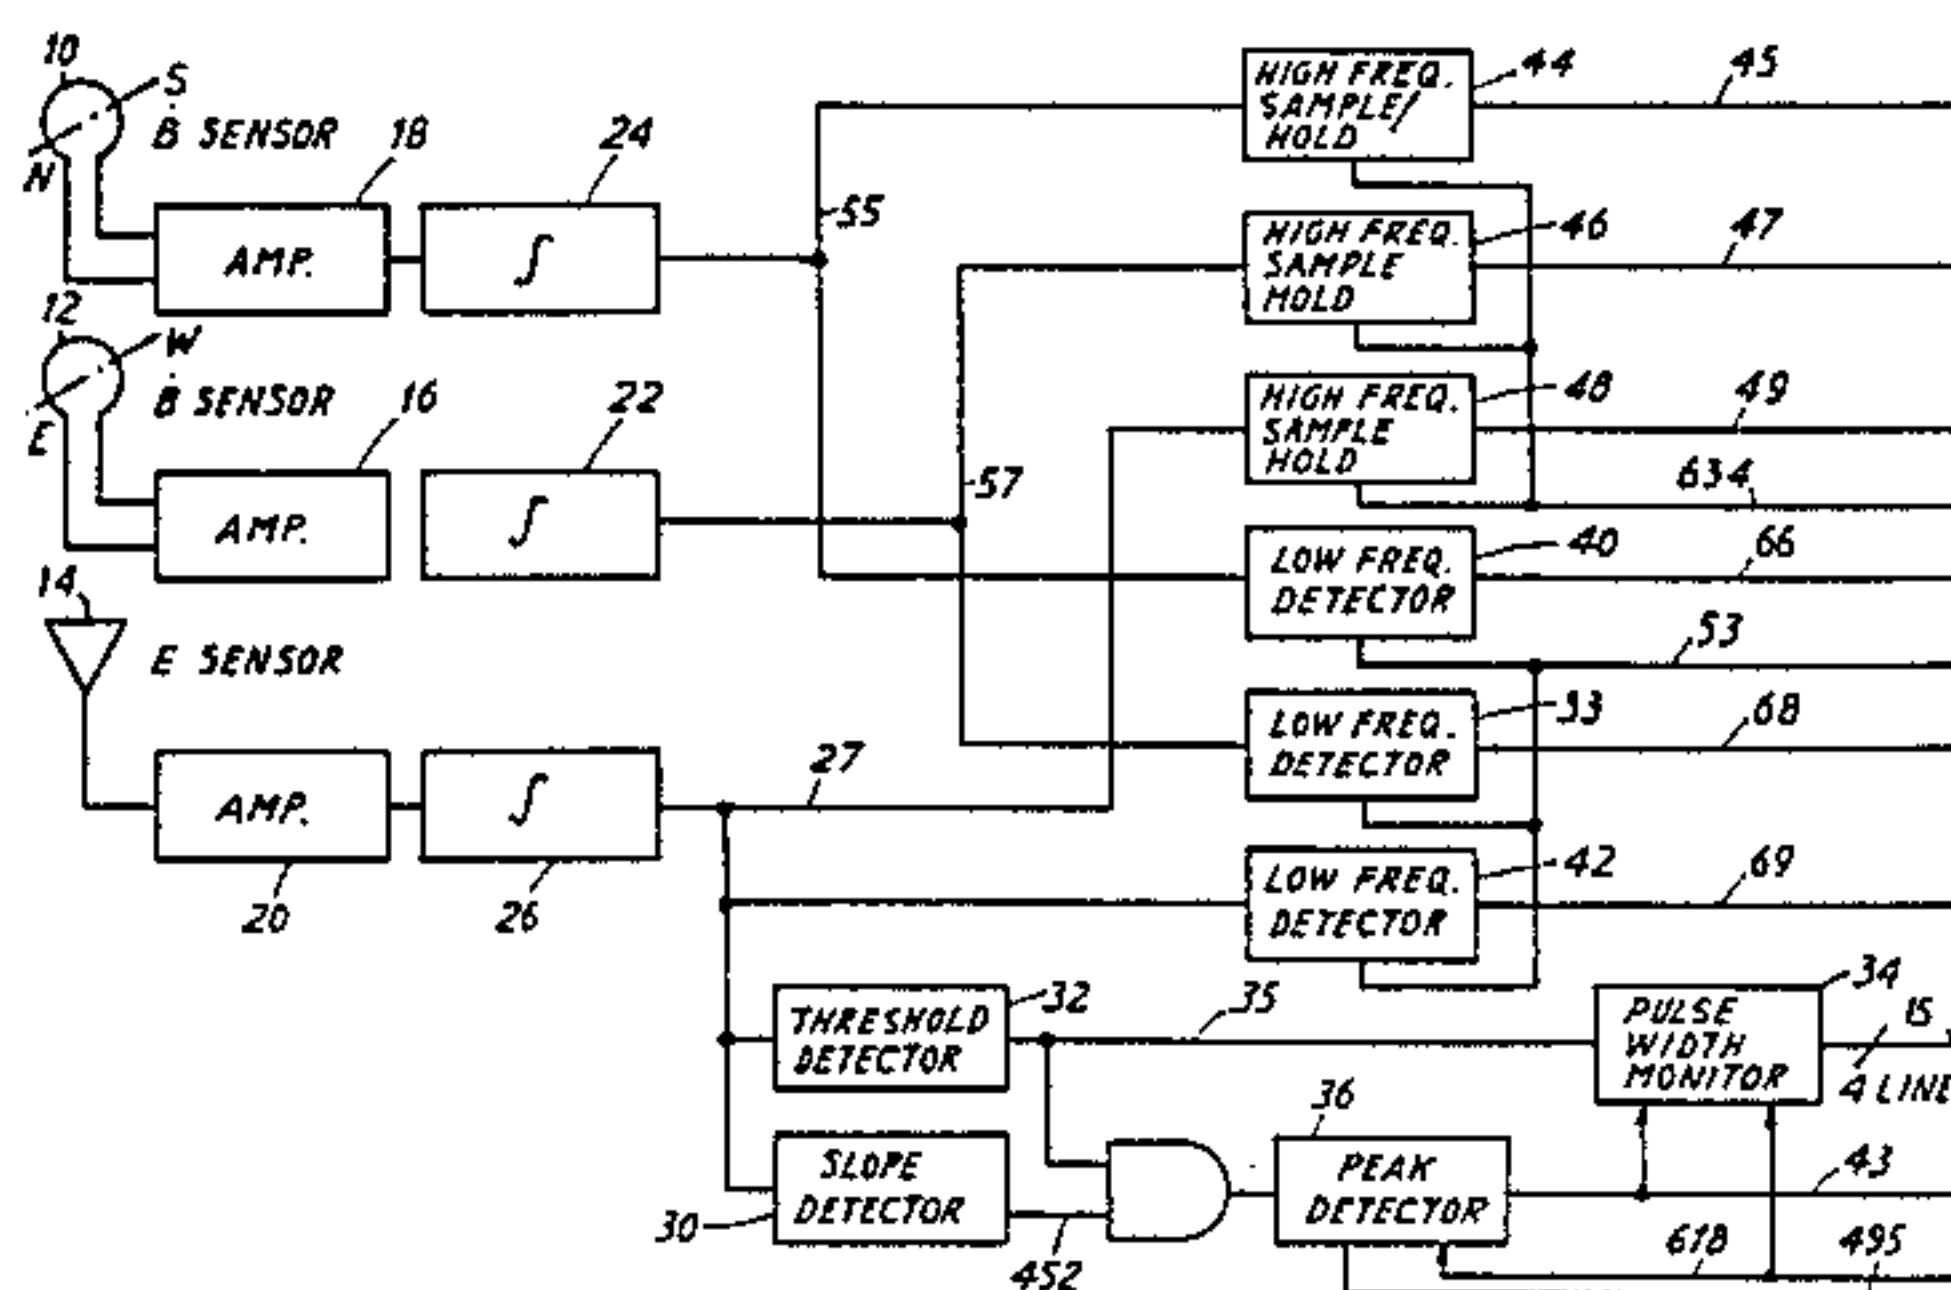 10
S
Ḃ SENSOR
N
18
24
AMP.
∫
55
HIGH FREQ.
SAMPLE/
HOLD
44
45
HIGH FREQ.
SAMPLE
HOLD
46
47
12
W
Ḃ SENSOR
E
16
22
AMP.
∫
57
HIGH FREQ.
SAMPLE
HOLD
48
49
634
LOW FREQ.
DETECTOR
40
66
53
14
E SENSOR
LOW FREQ.
DETECTOR
33
68
AMP.
∫
27
20
26
LOW FREQ.
DETECTOR
42
69
THRESHOLD
DETECTOR
32
35
PULSE
WIDTH
MONITOR
34
15
4 LINE
SLOPE
DETECTOR
30
452
36
PEAK
DETECTOR
43
618
495